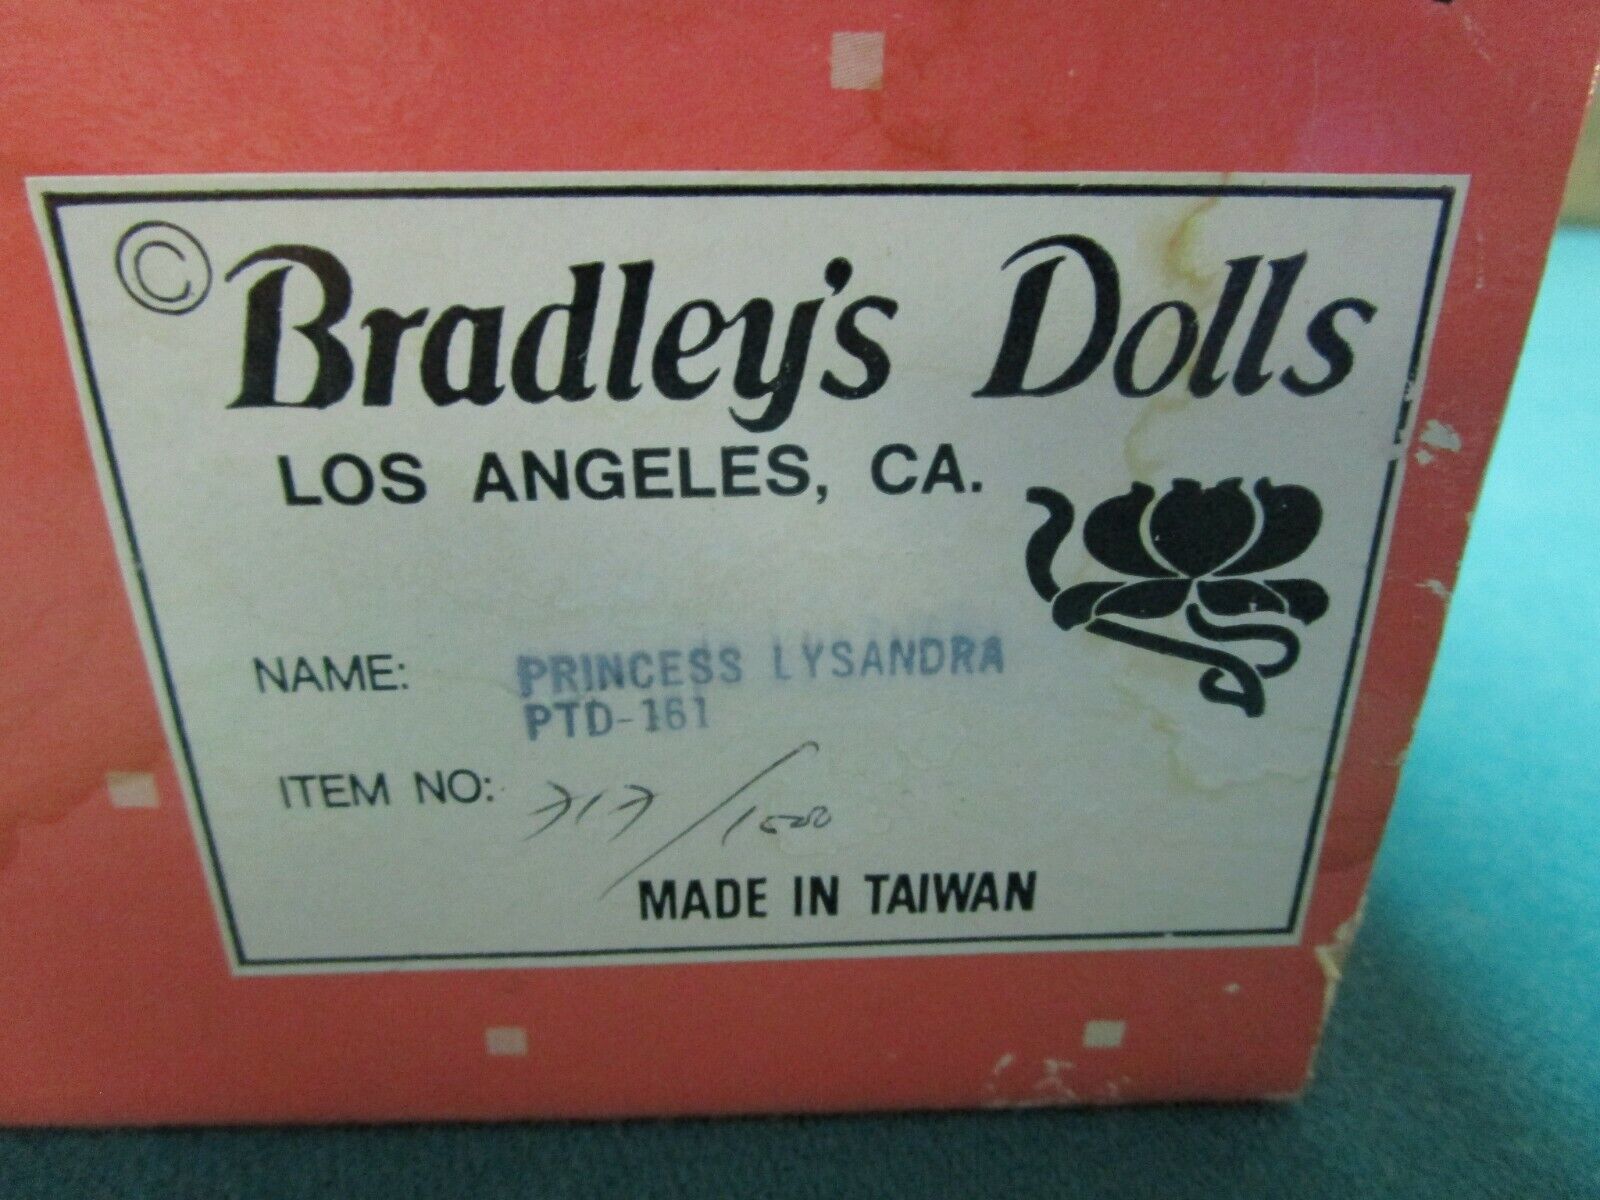 © Bradley's Dolls
LOS ANGELES, CA.
NAME: PRINCESS LYSANDRA
PTD-161
ITEM NO:
MADE IN TAIWAN